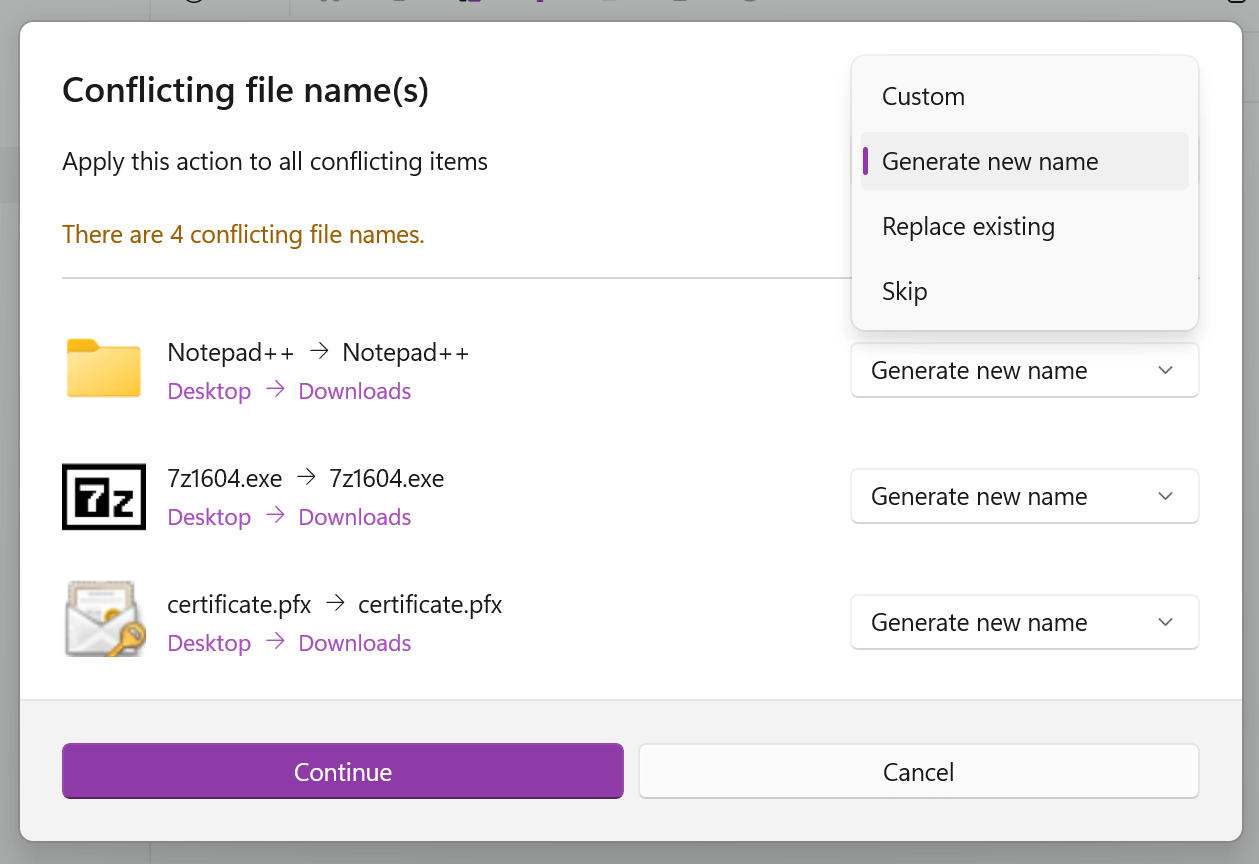 Conflicting file name(s)
Custom
Apply this action to all conflicting items
Generate new name
There are 4 conflicting file names.
Replace existing
Skip
Notepad++ → Notepad++
Desktop → Downloads
Generate new name
7z
7z1604.exe → 7z1604.exe
Desktop → Downloads
Generate new name
certificate.pfx → certificate.pfx
Desktop → Downloads
Generate new name
Continue
Cancel